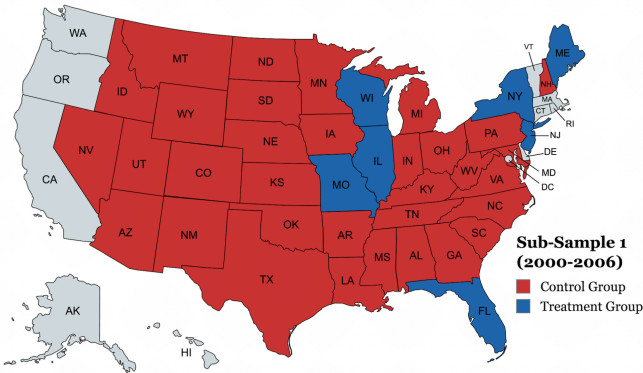 WA
OR
CA
NV
ID
MT
WY
UT
AZ
CO
NM
ND
SD
NE
KS
OK
TX
MN
IA
MO
AR
LA
WI
IL
MI
IN
OH
KY
TN
MS
AL
GA
FL
SC
NC
VA
WV
PA
NY
VT
NH
ME
MA
CT
RI
NJ
DE
MD
DC
AK
HI
Sub-Sample 1
(2000-2006)
Control Group
Treatment Group